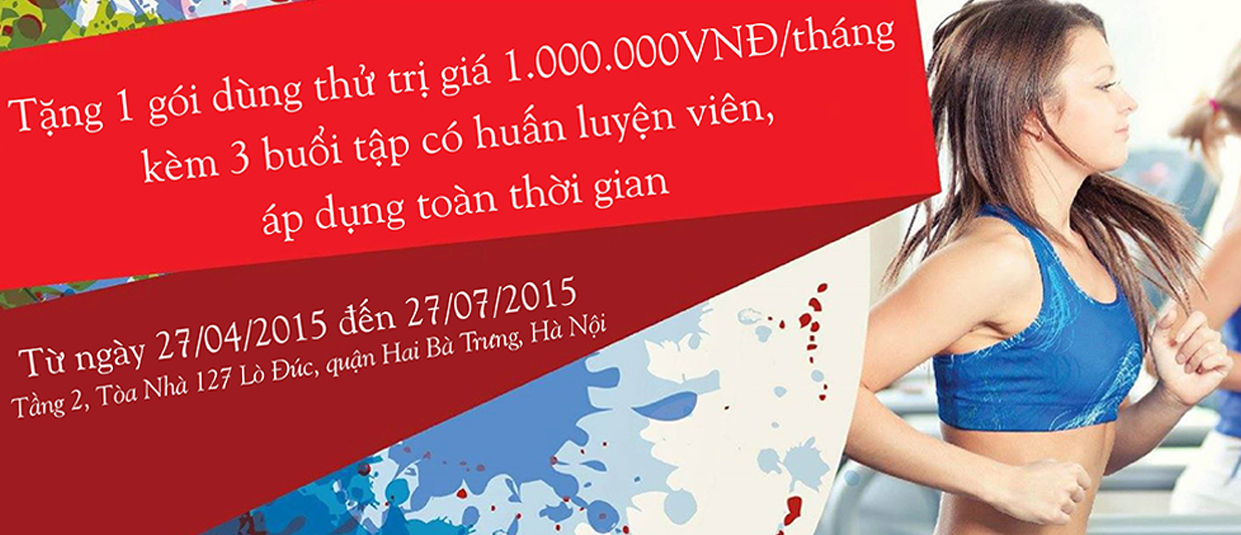 Tặng 1 gói dùng thử trị giá 1.000.000VNĐ/tháng
kèm 3 buổi tập có huấn luyện viên,
áp dụng toàn thời gian
Từ ngày 27/04/2015 đến 27/07/2015
Tầng 2, Tòa Nhà 127 Lò Đúc, quận Hai Bà Trưng, Hà Nội